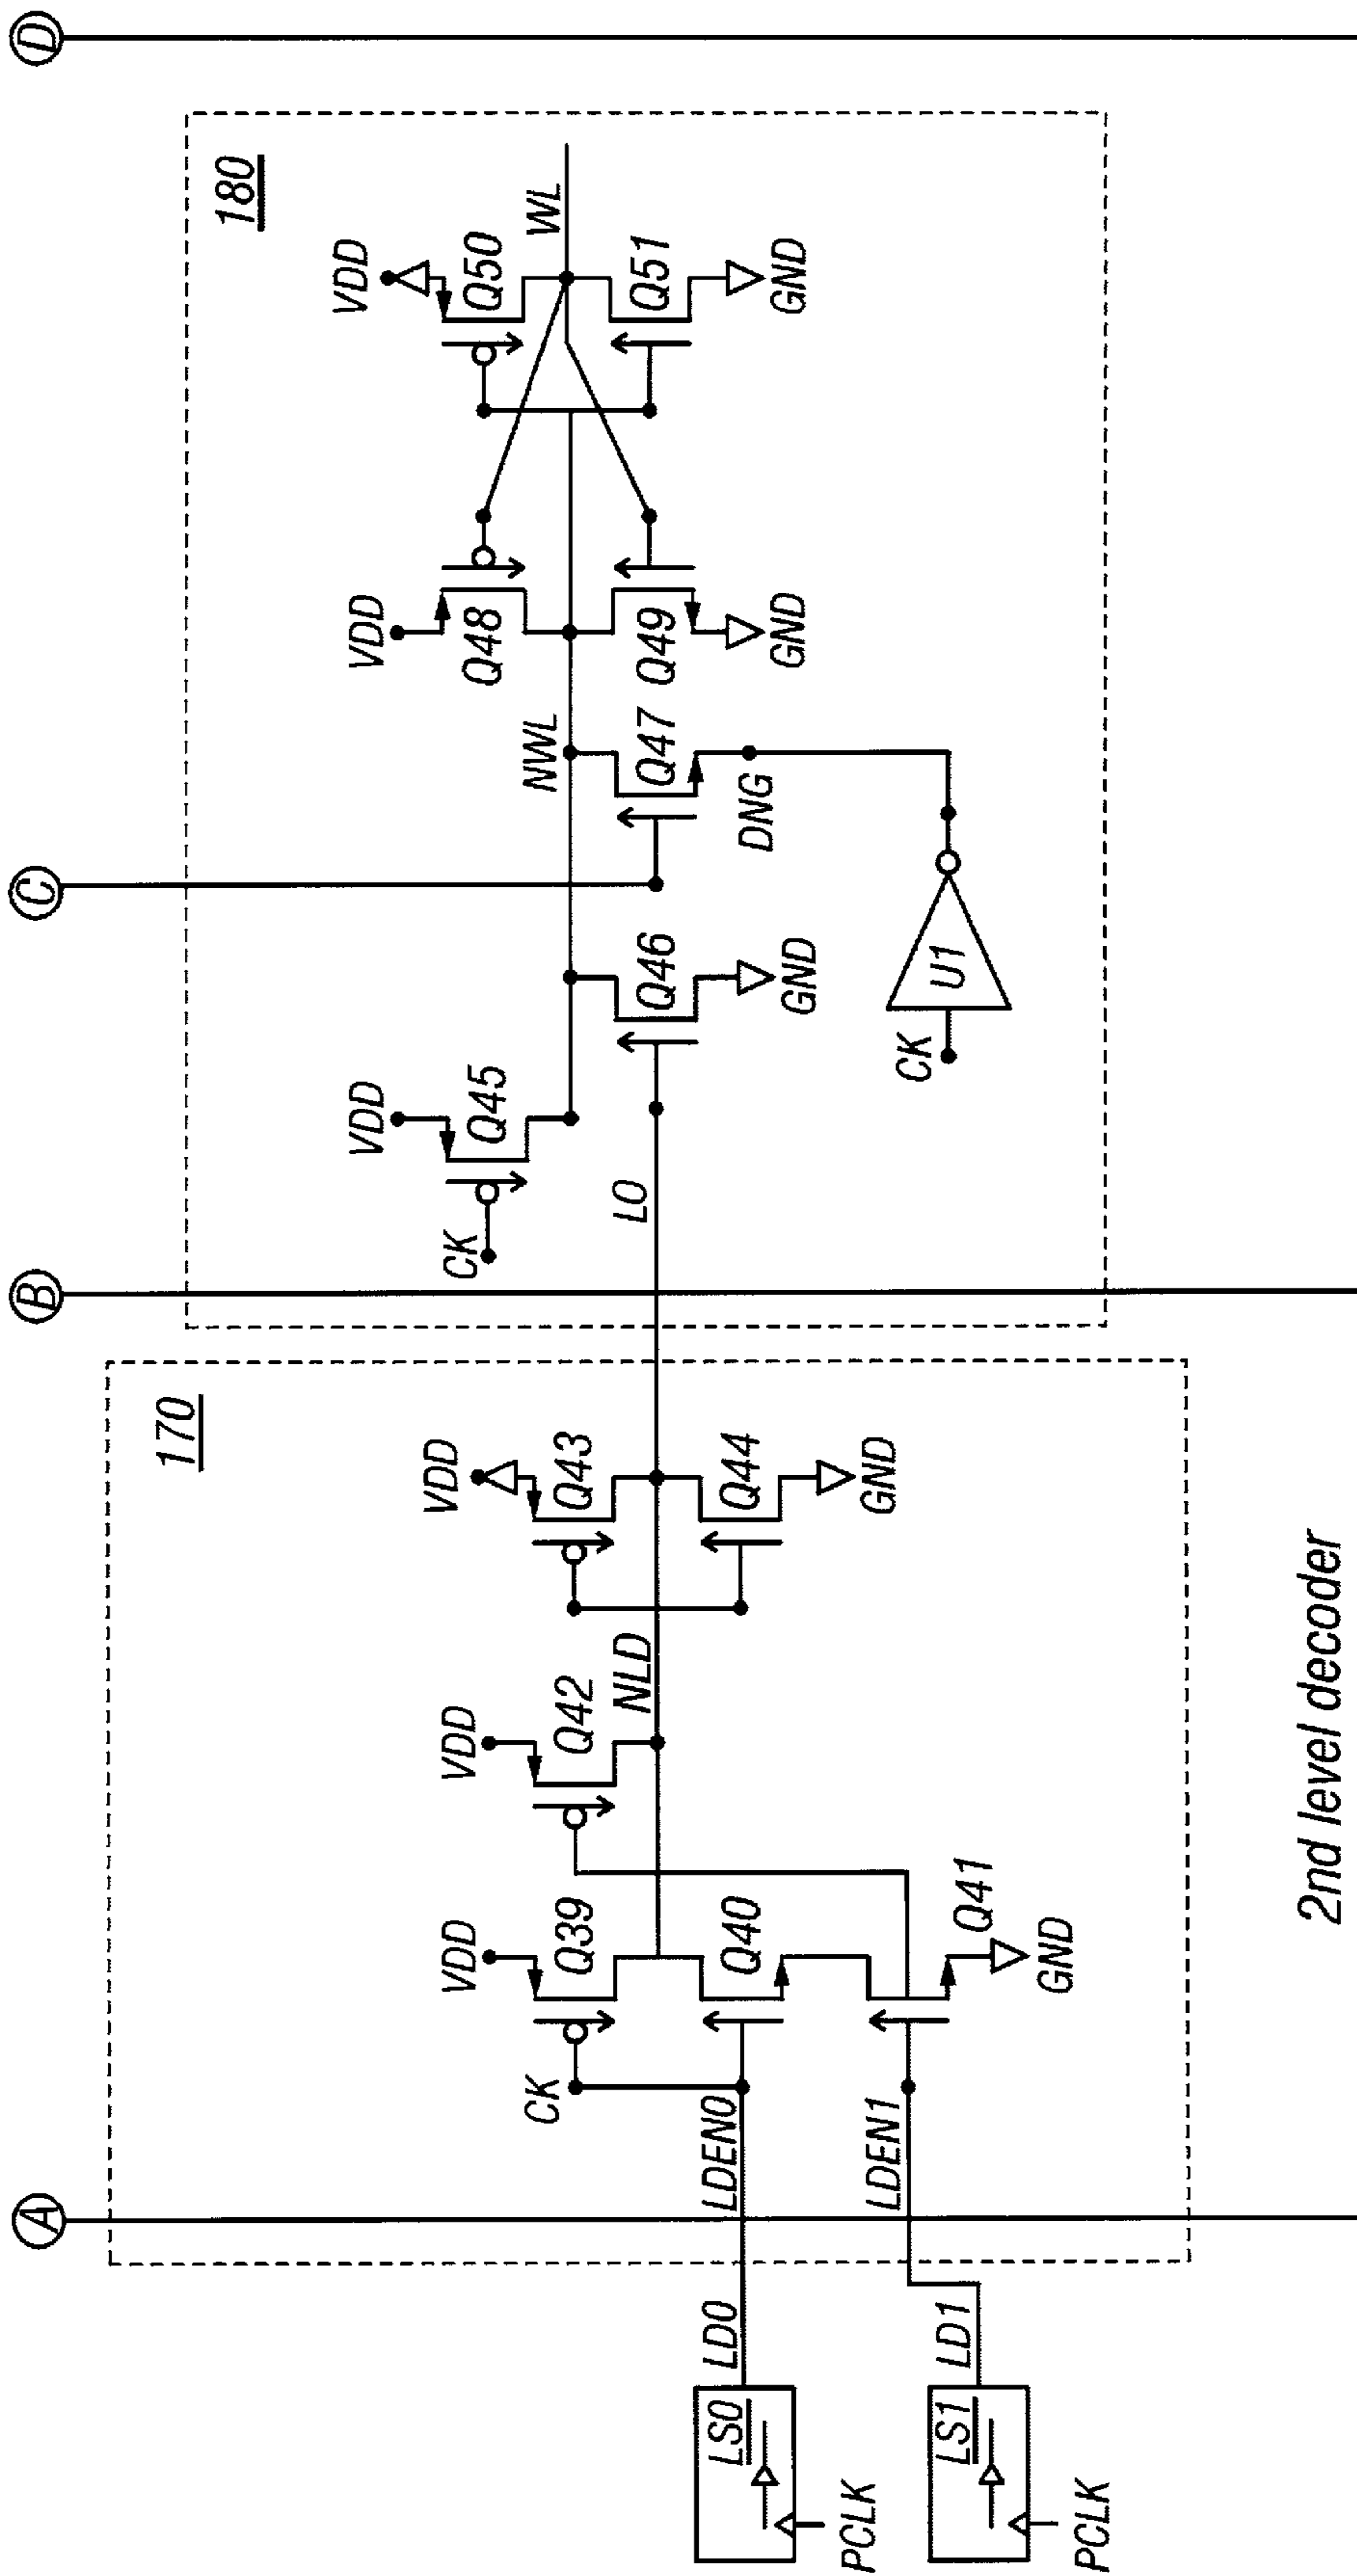 A
B
C
D
170
180
VDD
VDD
VDD
VDD
VDD
VDD
CK
Q39
Q42
Q43
CK
Q45
Q48
Q50
NLD
LO
NWL
WL
LS0
LD0
LDEN0
Q40
Q44
Q46
Q47
Q49
Q51
PCLK
GND
GND
DNG
GND
GND
LS1
LD1
LDEN1
Q41
GND
CK
U1
PCLK
2nd level decoder